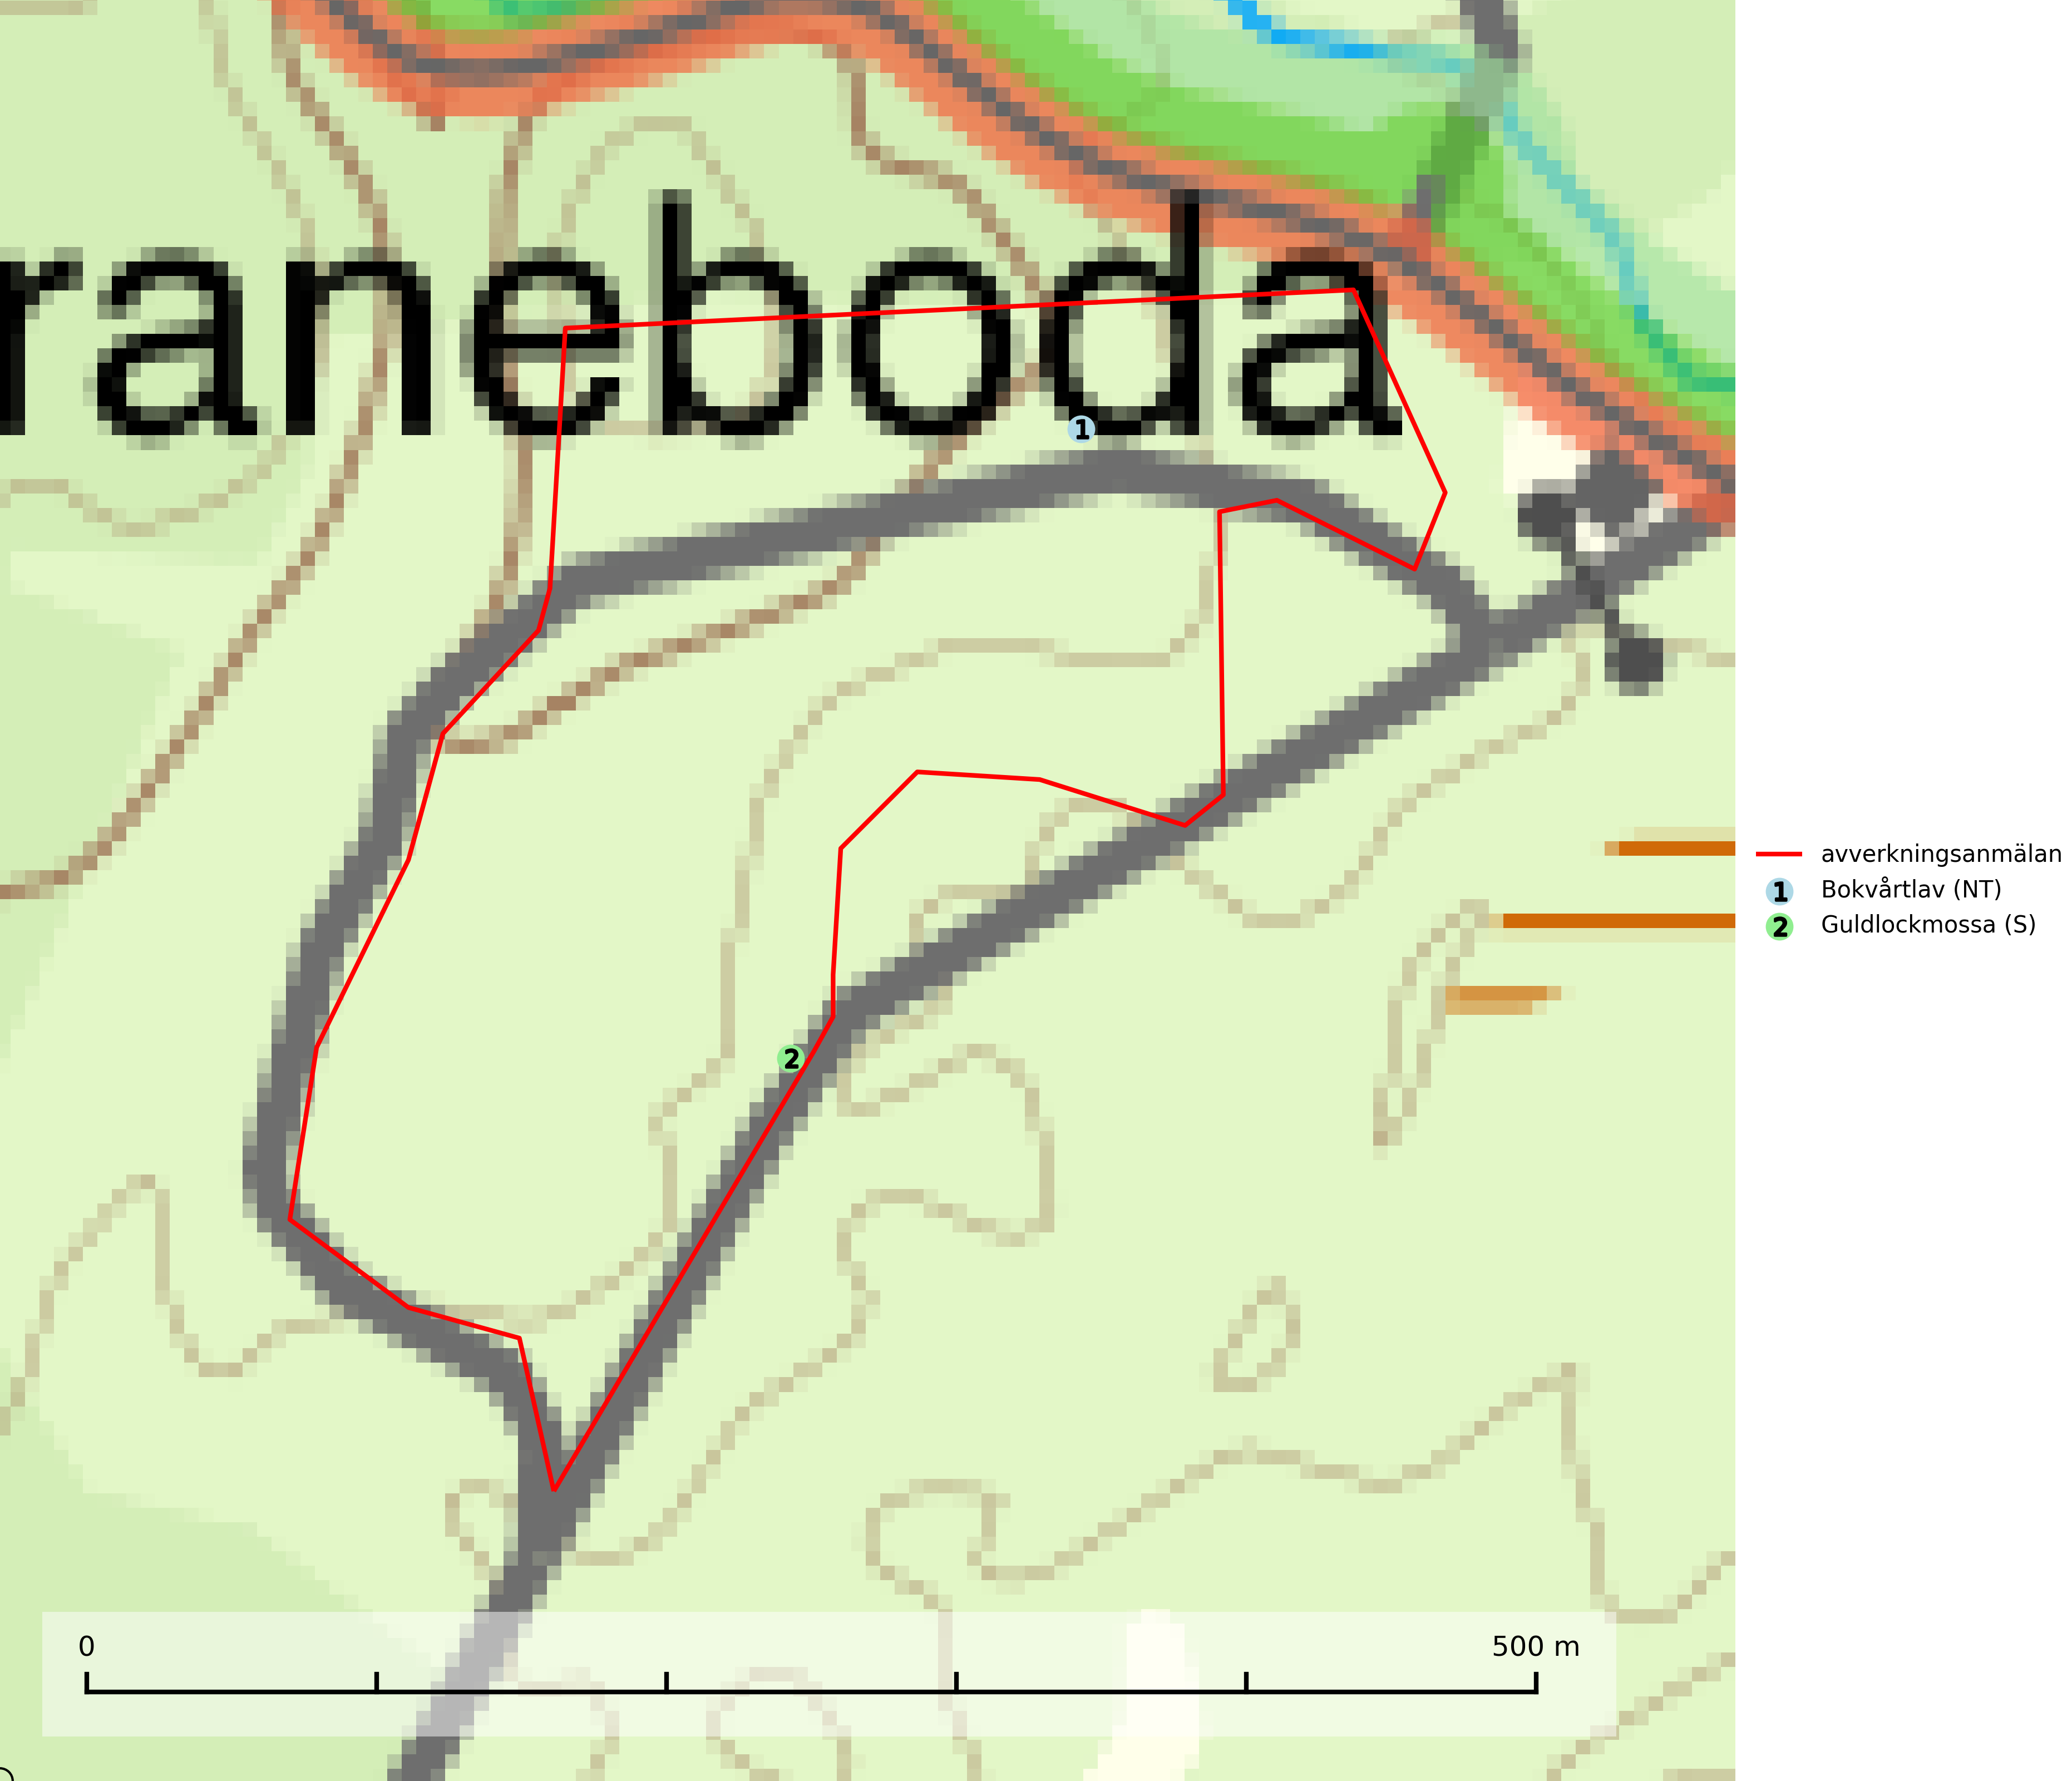 raneboda
1
2
avverkningsanmälan
1 Bokvårtlav (NT)
2 Guldlockmossa (S)
0 500 m